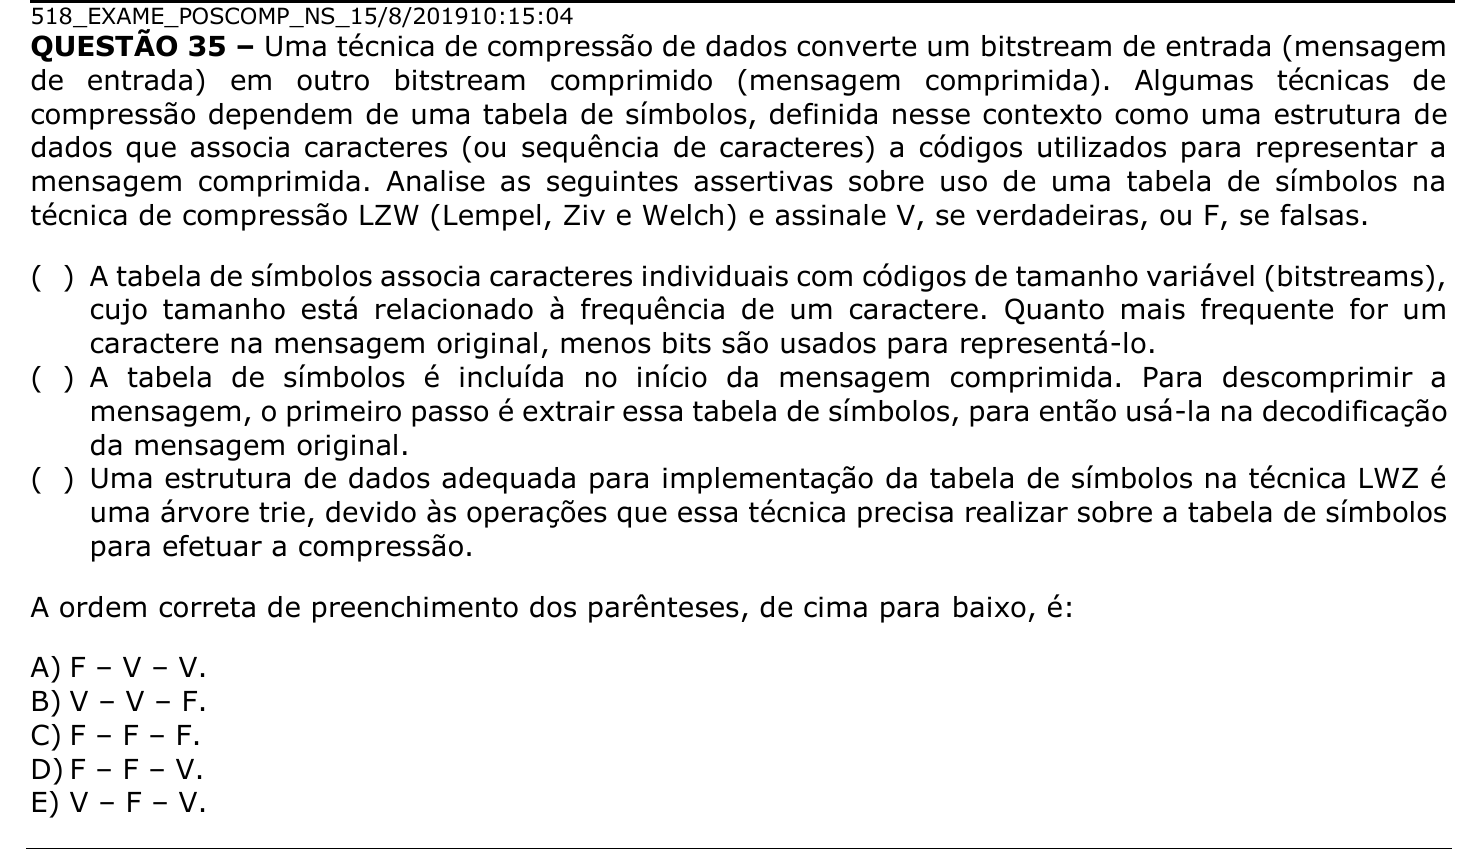 518_EXAME_POSCOMP_NS_15/8/201910:15:04
QUESTÃO 35 – Uma técnica de compressão de dados converte um bitstream de entrada (mensagem
de entrada) em outro bitstream comprimido (mensagem comprimida). Algumas técnicas de
compressão dependem de uma tabela de símbolos, definida nesse contexto como uma estrutura de
dados que associa caracteres (ou sequência de caracteres) a códigos utilizados para representar a
mensagem comprimida. Analise as seguintes assertivas sobre uso de uma tabela de símbolos na
técnica de compressão LZW (Lempel, Ziv e Welch) e assinale V, se verdadeiras, ou F, se falsas.
( ) A tabela de símbolos associa caracteres individuais com códigos de tamanho variável (bitstreams),
cujo tamanho está relacionado à frequência de um caractere. Quanto mais frequente for um
caractere na mensagem original, menos bits são usados para representá-lo.
( ) A tabela de símbolos é incluída no início da mensagem comprimida. Para descomprimir a
mensagem, o primeiro passo é extrair essa tabela de símbolos, para então usá-la na decodificação
da mensagem original.
( ) Uma estrutura de dados adequada para implementação da tabela de símbolos na técnica LWZ é
uma árvore trie, devido às operações que essa técnica precisa realizar sobre a tabela de símbolos
para efetuar a compressão.
A ordem correta de preenchimento dos parênteses, de cima para baixo, é:
A) F – V – V.
B) V – V – F.
C) F – F – F.
D) F – F – V.
E) V – F – V.